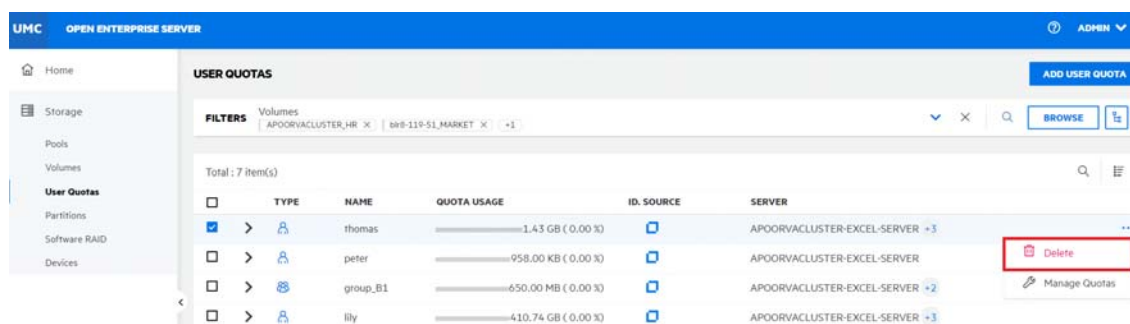 UMC OPEN ENTERPRISE SERVER ADMIN
Home
USER QUOTAS ADD USER QUOTA
Storage
FILTERS Volumes
APOORVACLUSTER_HR × blr8-119-51_MARKET × +1 BROWSE
Pools
Volumes
Total : 7 item(s)
User Quotas
TYPE NAME QUOTA USAGE ID. SOURCE SERVER
Partitions
thomas 1.43 GB ( 0.00 %) APOORVACLUSTER-EXCEL-SERVER +3
Software RAID
Delete
peter 958.00 KB ( 0.00 %) APOORVACLUSTER-EXCEL-SERVER
Devices
Manage Quotas
group_B1 650.00 MB ( 0.00 %) APOORVACLUSTER-EXCEL-SERVER +2
lily 410.74 GB ( 0.00 %) APOORVACLUSTER-EXCEL-SERVER +3